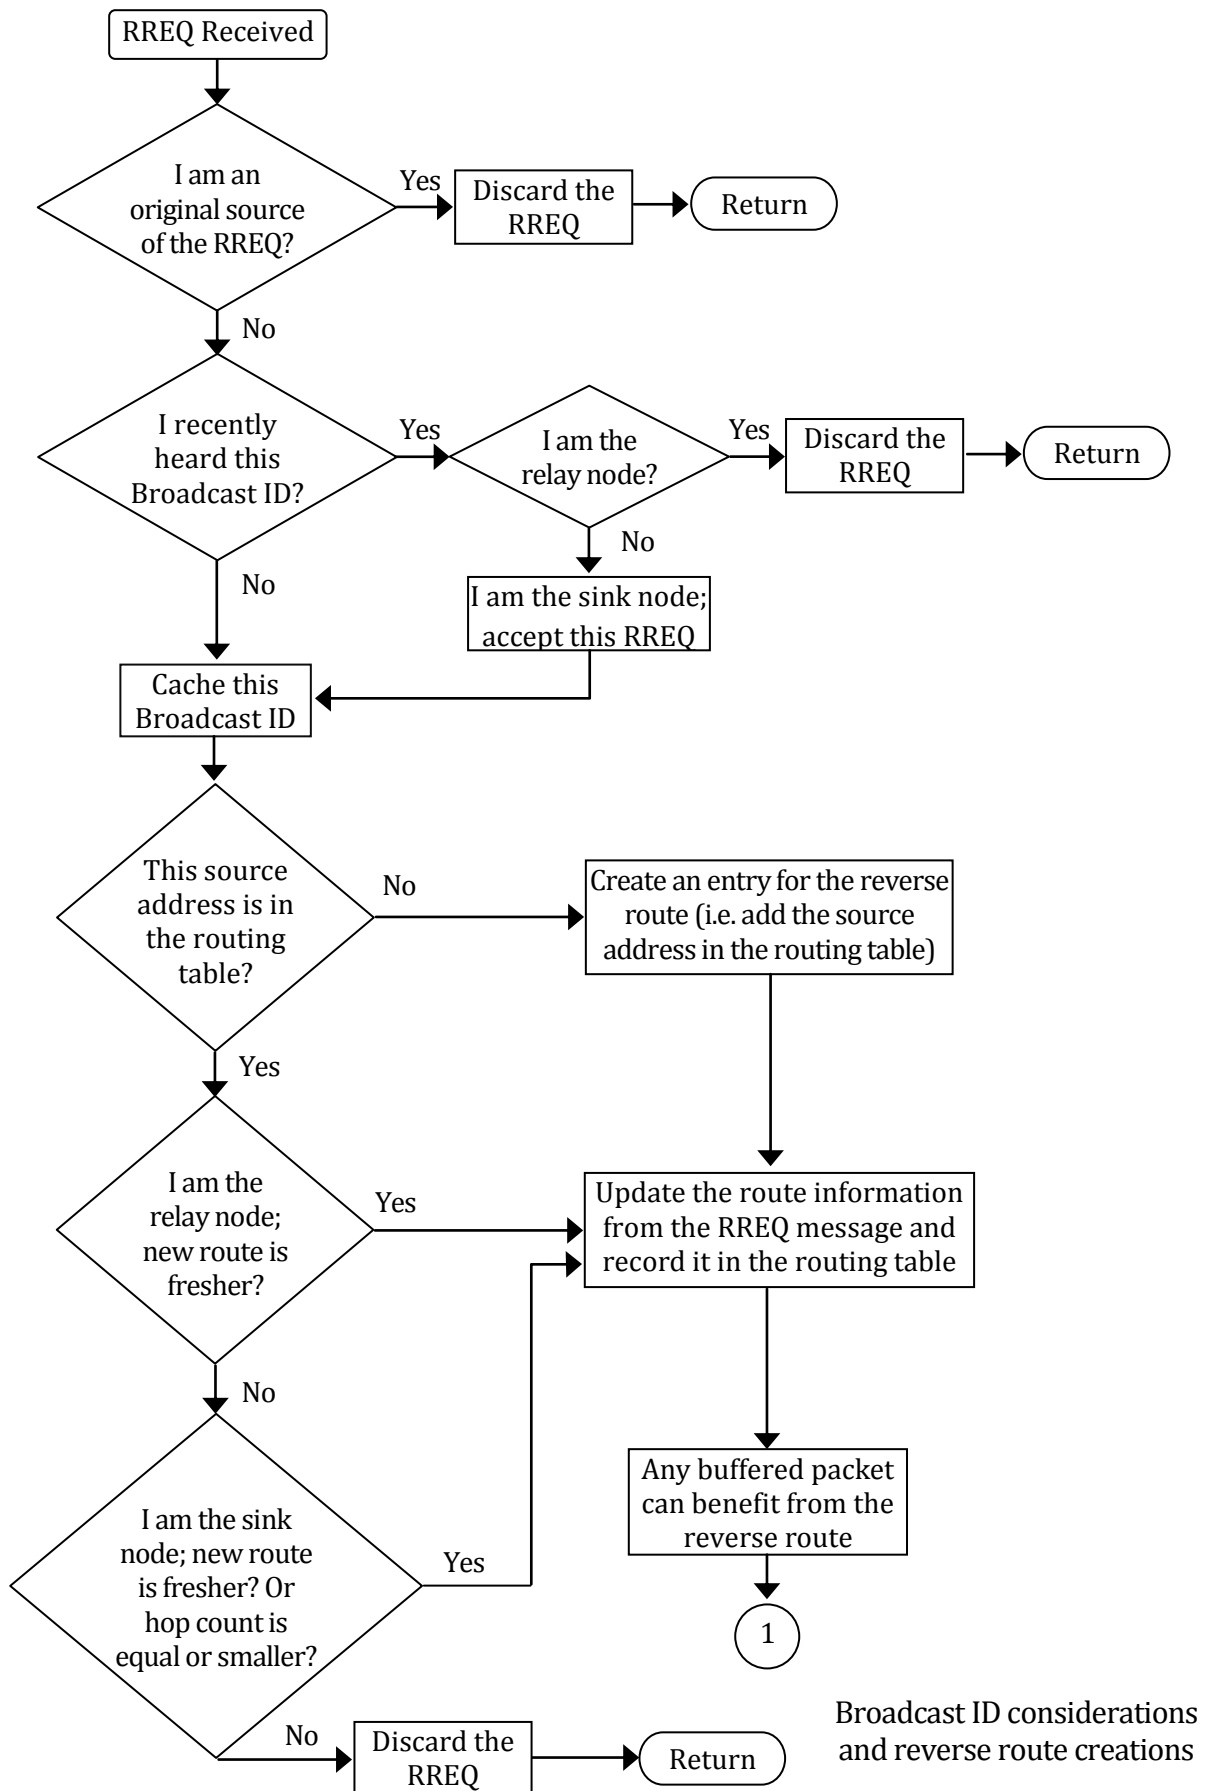 RREQ Received
I am an
original source
of the RREQ?
Yes
Discard the
RREQ
Return
No
I recently
heard this
Broadcast ID?
Yes
I am the
relay node?
Yes
Discard the
RREQ
Return
No
No
I am the sink node;
accept this RREQ
Cache this
Broadcast ID
This source
address is in
the routing
table?
No
Create an entry for the reverse
route (i.e. add the source
address in the routing table)
Yes
I am the
relay node;
new route is
fresher?
Yes
Update the route information
from the RREQ message and
record it in the routing table
No
I am the sink
node; new route
is fresher? Or
hop count is
equal or smaller?
Yes
Any buffered packet
can benefit from the
reverse route
1
No
Discard the
RREQ
Return
Broadcast ID considerations
and reverse route creations